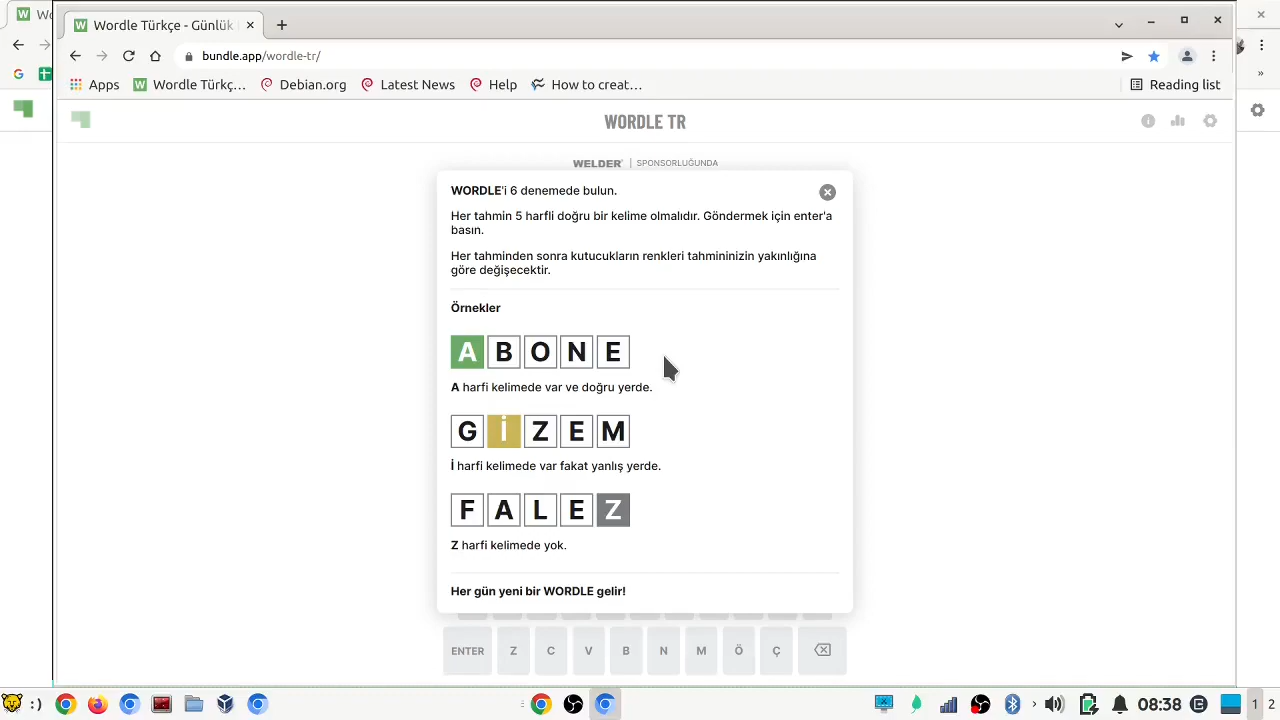 Wo
Wordle Türkçe - Günlük
bundle.app/wordle-tr/
Apps
Wordle Türkç...
Debian.org
Latest News
Help
How to creat...
Reading list
WORDLE TR
WELDER | SPONSORLUĞUNDA
WORDLE'i 6 denemede bulun.
Her tahmin 5 harfli doğru bir kelime olmalıdır. Göndermek için enter'a
basın.
Her tahminden sonra kutucukların renkleri tahmininizin yakınlığına
göre değişecektir.
Örnekler
A B O N E
A harfi kelimede var ve doğru yerde.
G İ Z E M
İ harfi kelimede var fakat yanlış yerde.
F A L E Z
Z harfi kelimede yok.
Her gün yeni bir WORDLE gelir!
ENTER Z C V B N M Ö Ç
:) 08:38 1 2